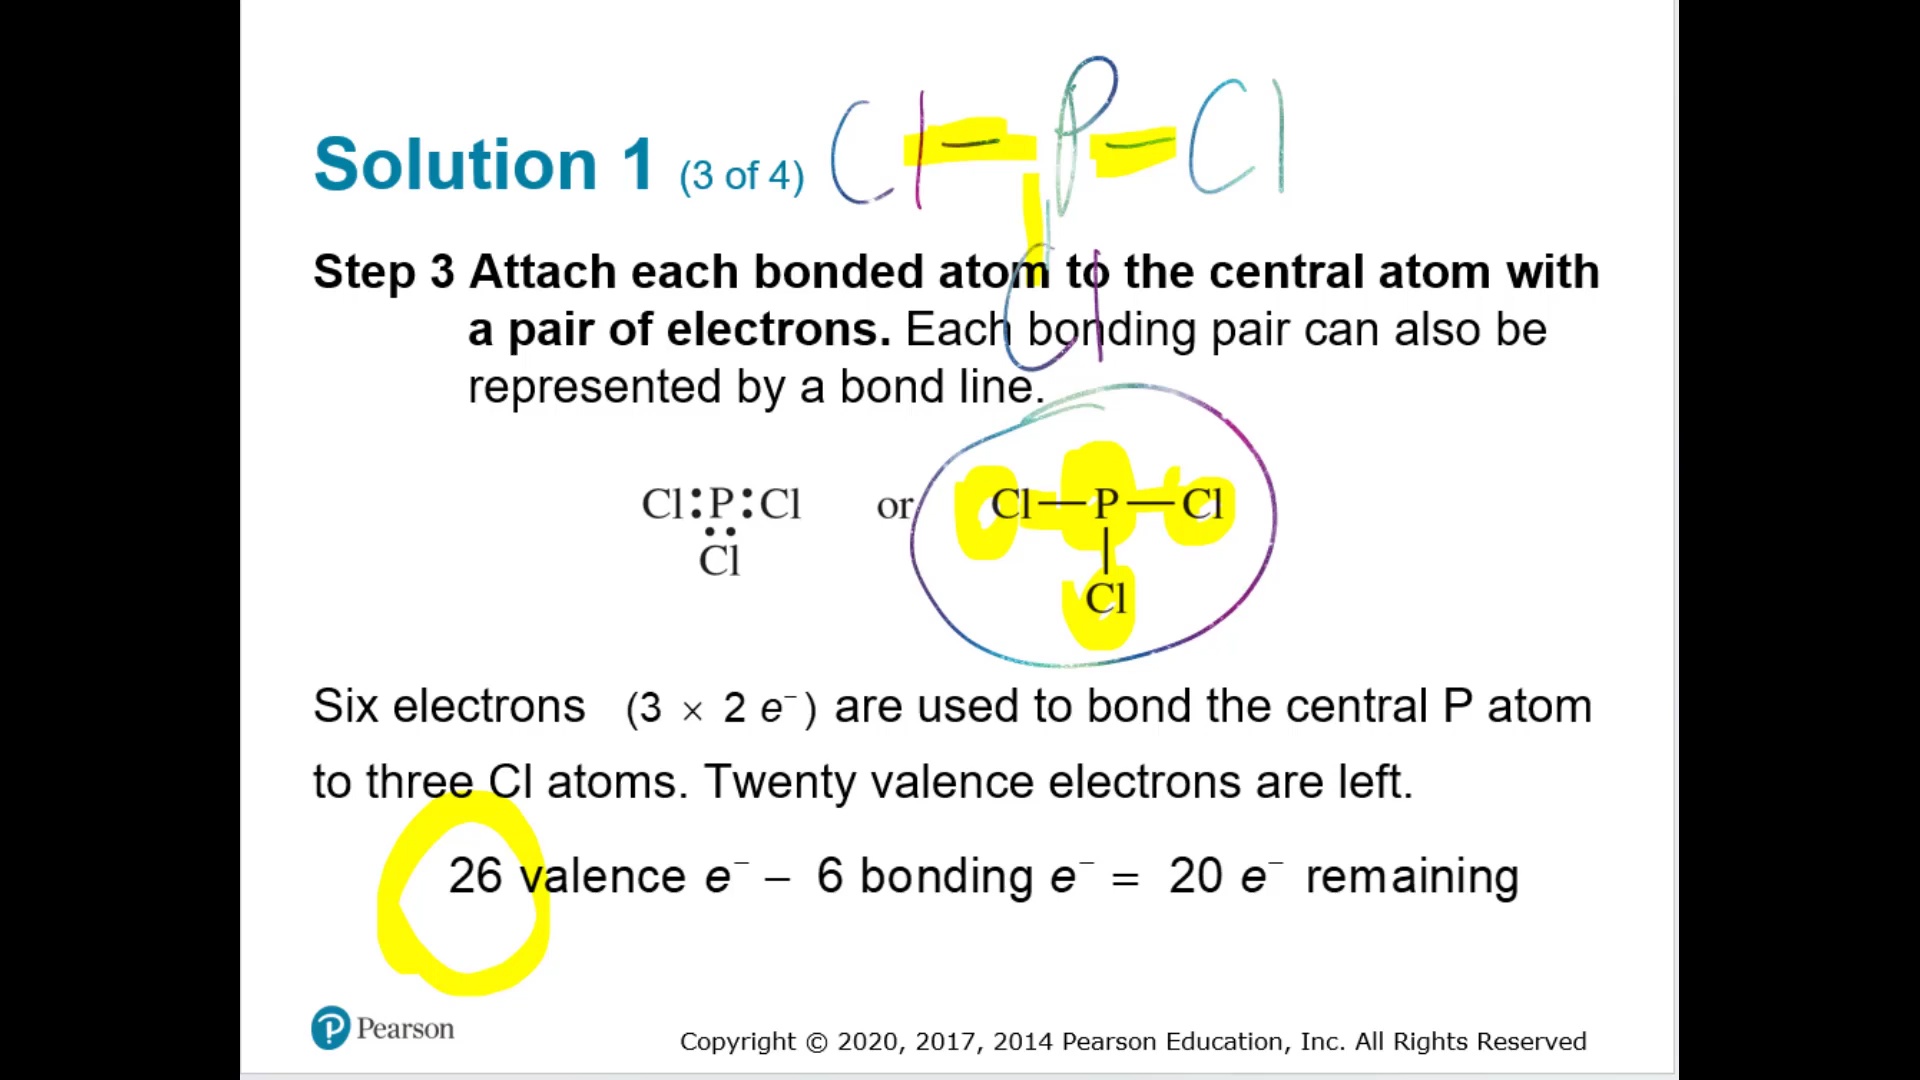 Cl – P – Cl
Solution 1 (3 of 4)
|
Cl
Step 3 Attach each bonded atom to the central atom with
a pair of electrons. Each bonding pair can also be
represented by a bond line.
Cl:P:Cl or Cl—P—Cl
··
|
Cl
Cl
Six electrons (3 × 2 e⁻) are used to bond the central P atom
to three Cl atoms. Twenty valence electrons are left.
26 valence e⁻ – 6 bonding e⁻ = 20 e⁻ remaining
Pearson
Copyright © 2020, 2017, 2014 Pearson Education, Inc. All Rights Reserved